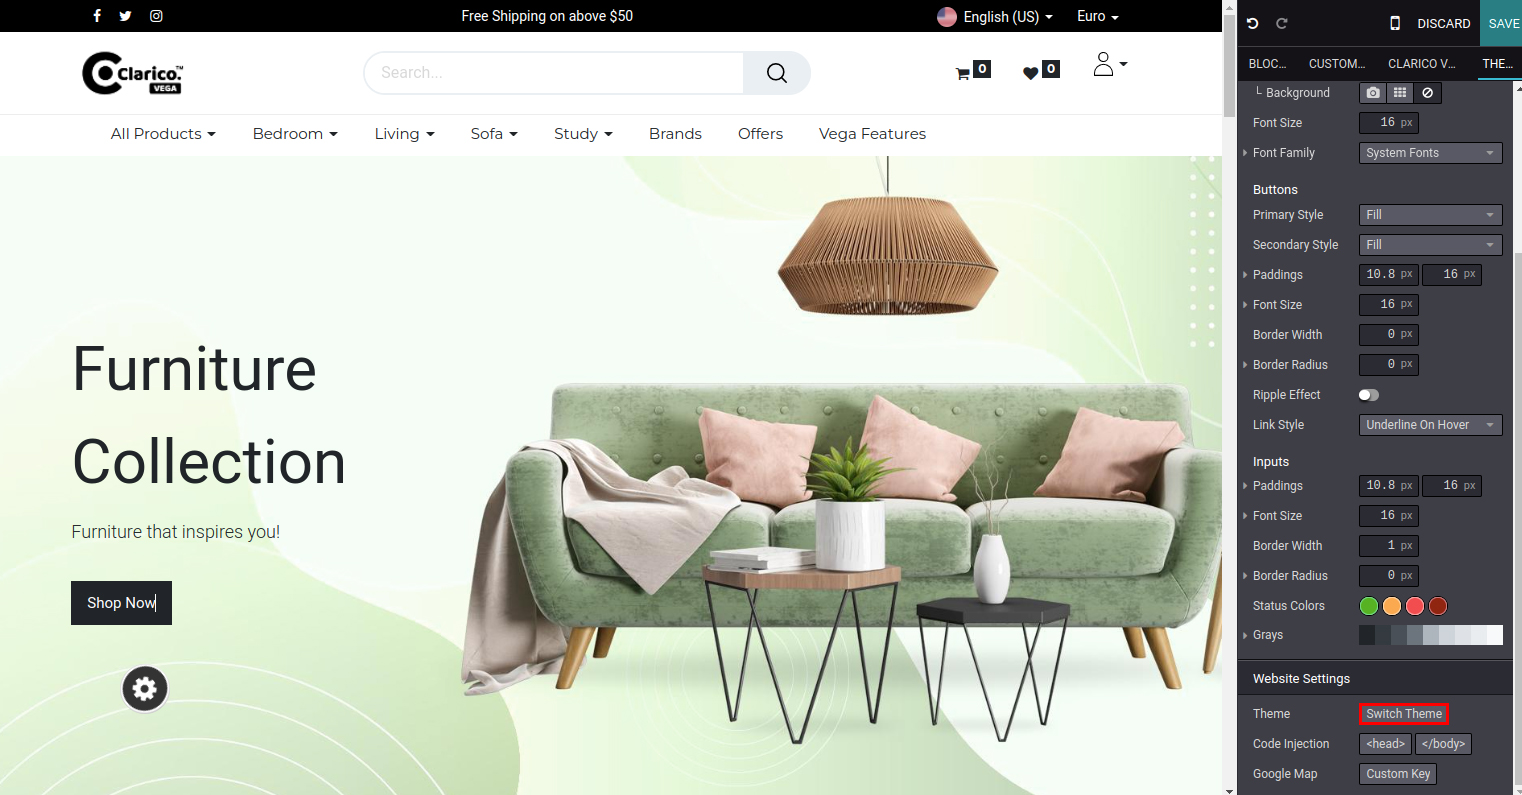 Free Shipping on above $50
English (US)
Euro
DISCARD
SAVE
Clarico.™
VEGA
Search...
0
0
BLOC...
CUSTOM...
CLARICO V...
THE...
All Products
Bedroom
Living
Sofa
Study
Brands
Offers
Vega Features
Furniture
Collection
Furniture that inspires you!
Shop Now
Background
Font Size 16 px
Font Family System Fonts
Buttons
Primary Style Fill
Secondary Style Fill
Paddings 10.8 px 16 px
Font Size 16 px
Border Width 0 px
Border Radius 0 px
Ripple Effect
Link Style Underline On Hover
Inputs
Paddings 10.8 px 16 px
Font Size 16 px
Border Width 1 px
Border Radius 0 px
Status Colors
Grays
Website Settings
Theme Switch Theme
Code Injection <head> </body>
Google Map Custom Key